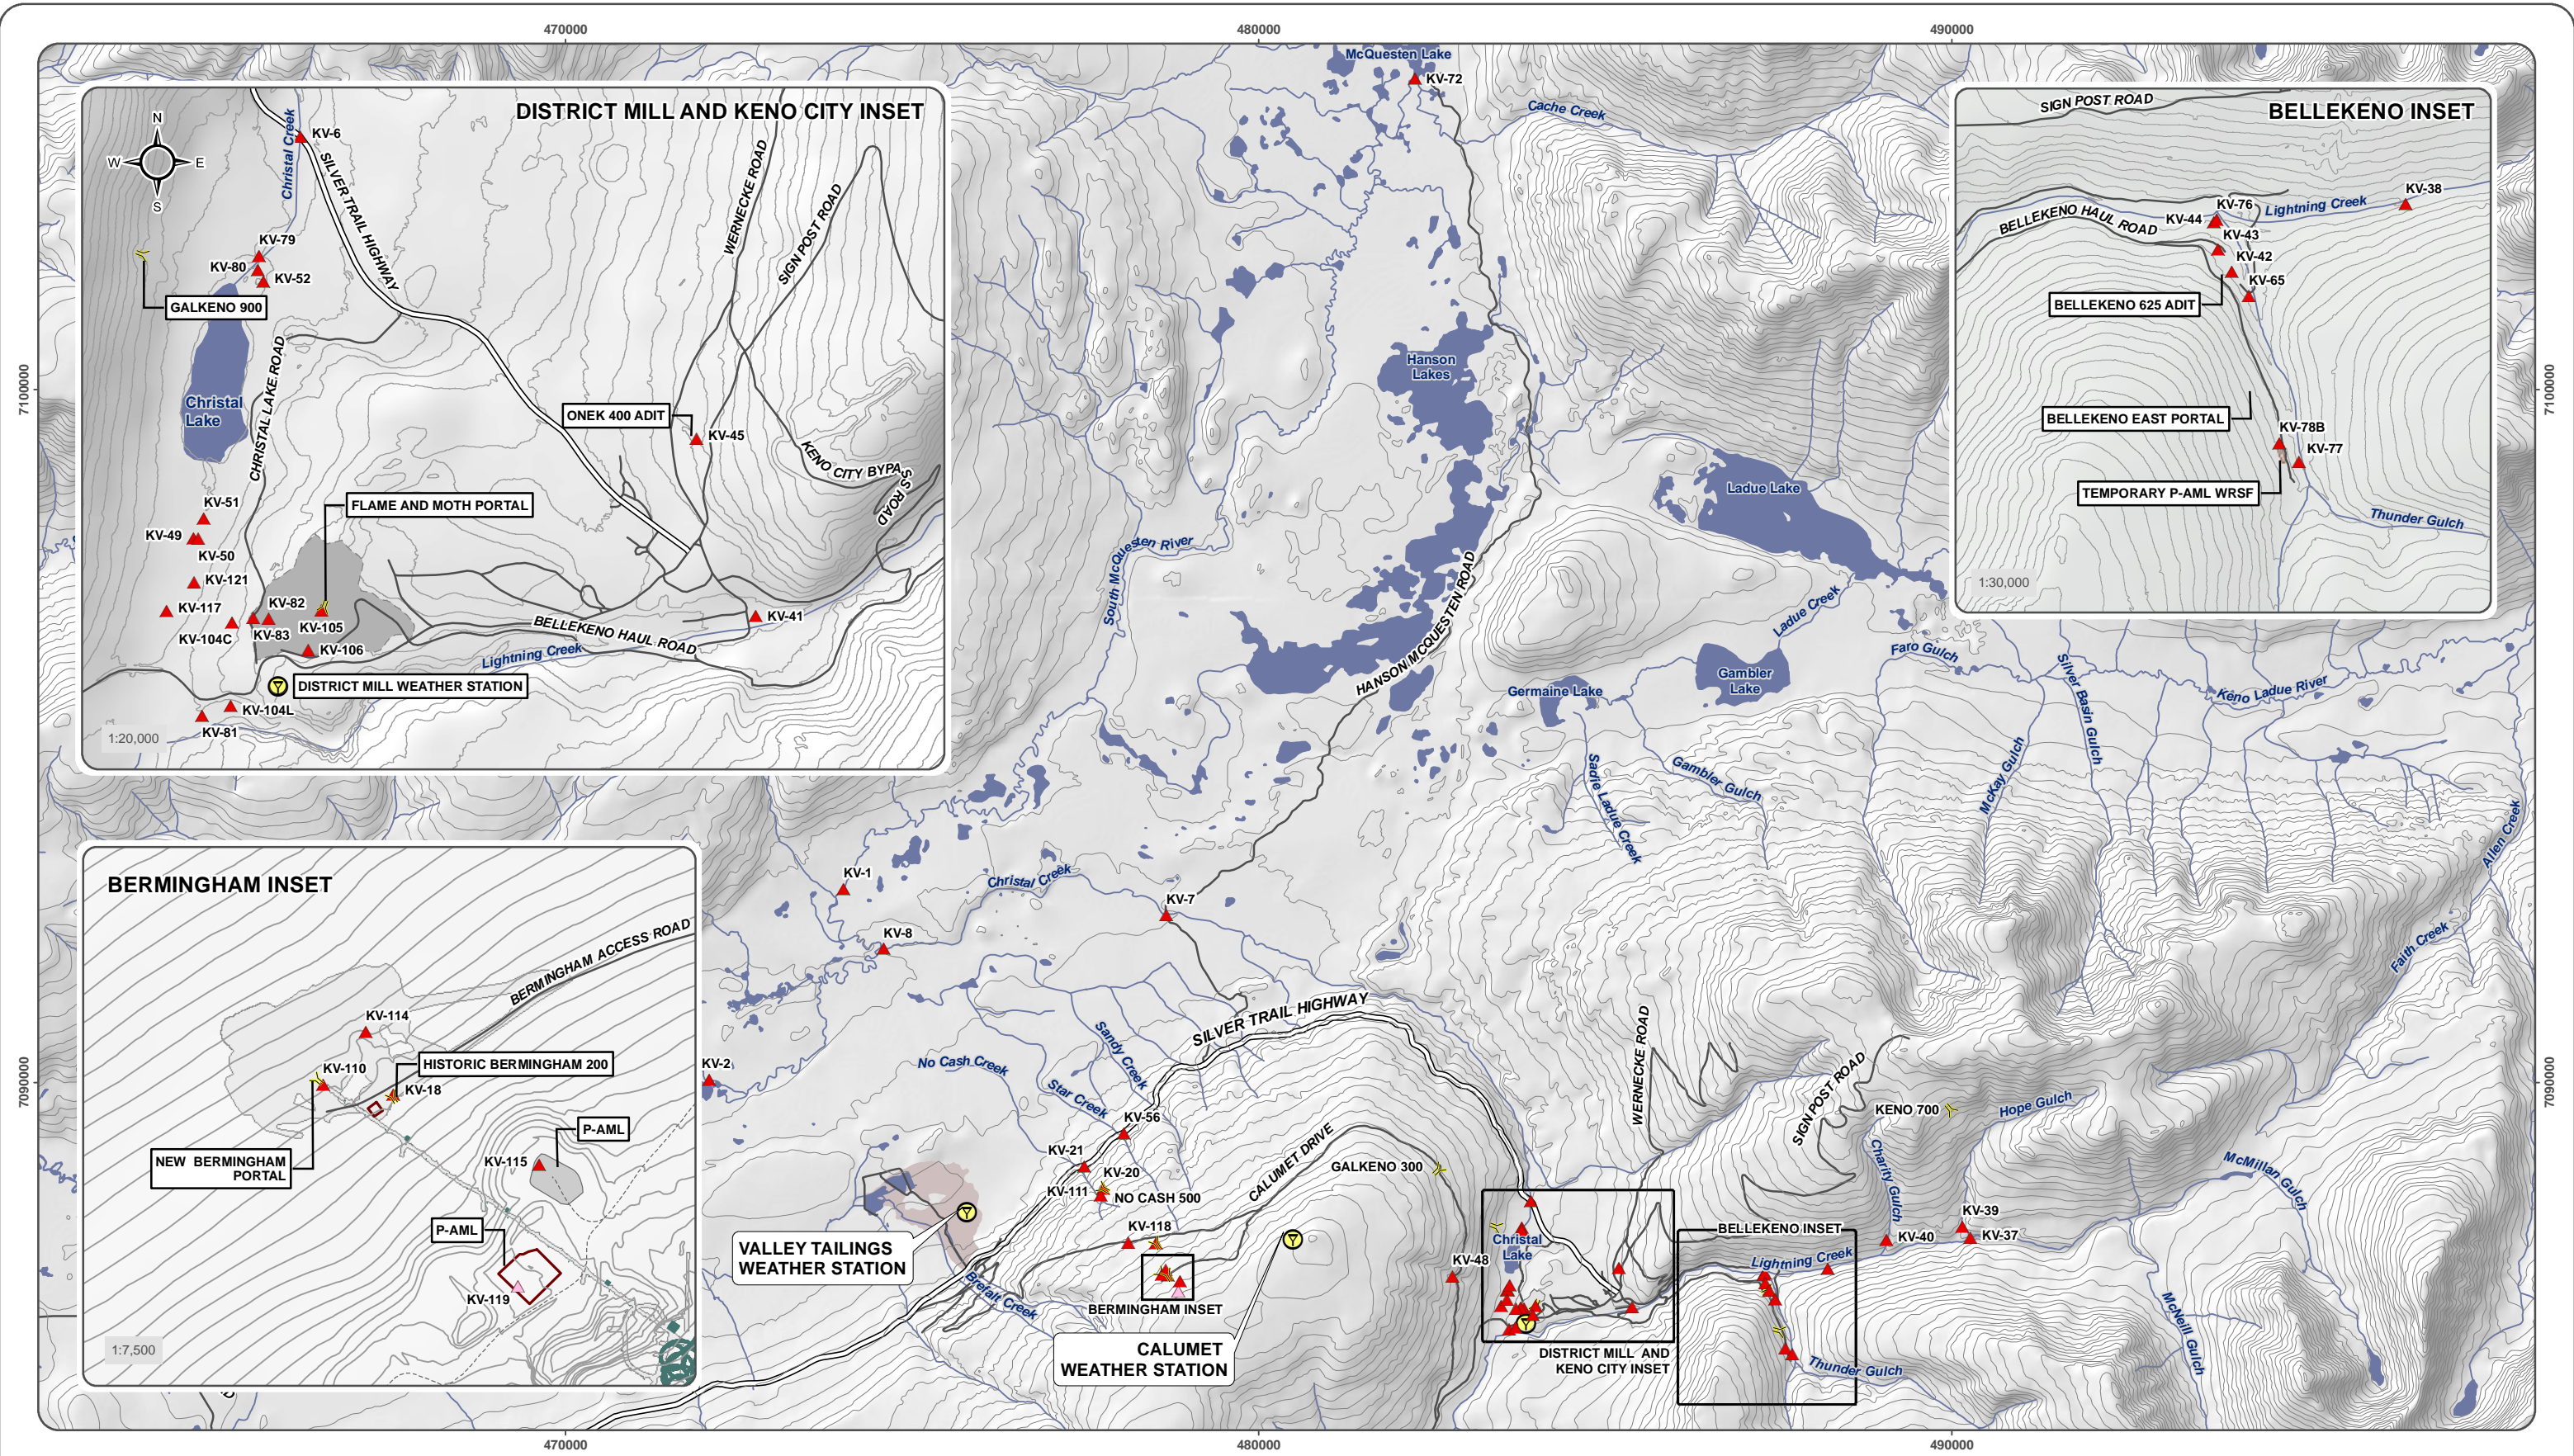 470000
480000
490000
7100000
7090000
7100000
7090000
470000
480000
490000
DISTRICT MILL AND KENO CITY INSET
N
W
E
S
Christal Creek
KV-6
SILVER TRAIL HIGHWAY
WERNECKE ROAD
SIGN POST ROAD
KV-79
KV-80
KV-52
GALKENO 900
Christal
Lake
CHRISTAL LAKE ROAD
ONEK 400 ADIT
KV-45
KENO CITY BYPASS ROAD
KV-51
FLAME AND MOTH PORTAL
KV-49
KV-50
KV-121
KV-117
KV-82
KV-105
KV-104C
KV-83
KV-41
KV-106
BELLEKENO HAUL ROAD
Lightning Creek
DISTRICT MILL WEATHER STATION
KV-104L
KV-81
1:20,000
BELLEKENO INSET
SIGN POST ROAD
KV-38
KV-76
Lightning Creek
KV-44
BELLEKENO HAUL ROAD
KV-43
KV-42
KV-65
BELLEKENO 625 ADIT
BELLEKENO EAST PORTAL
KV-78B
KV-77
TEMPORARY P-AML WRSF
Thunder Gulch
1:30,000
BERMINGHAM INSET
BERMINGHAM ACCESS ROAD
KV-114
HISTORIC BERMINGHAM 200
KV-110
KV-18
P-AML
NEW BERMINGHAM
PORTAL
KV-115
P-AML
KV-119
1:7,500
McQuesten Lake
KV-72
Cache Creek
Hanson
Lakes
Ladue Lake
South McQuesten River
HANSON MCQUESTEN ROAD
Ladue Creek
Gambler
Lake
Germaine Lake
Faro Gulch
Silver Basin Gulch
Keno Ladue River
Sadie Ladue Creek
Gambler Gulch
McKay Gulch
Allen Creek
Faith Creek
KV-1
Christal Creek
KV-7
KV-8
KV-2
No Cash Creek
Sandy Creek
Star Creek
SILVER TRAIL HIGHWAY
WERNECKE ROAD
SIGN POST ROAD
KENO 700
Hope Gulch
Charity Gulch
McMillan Gulch
McNeill Gulch
KV-56
KV-21
KV-20
KV-111
NO CASH 500
CALUMET DRIVE
GALKENO 300
KV-118
VALLEY TAILINGS
WEATHER STATION
Brefalt Creek
BERMINGHAM INSET
CALUMET
WEATHER STATION
KV-48
Christal
Lake
DISTRICT MILL AND
KENO CITY INSET
BELLEKENO INSET
Lightning Creek
Thunder Gulch
KV-40
KV-39
KV-37